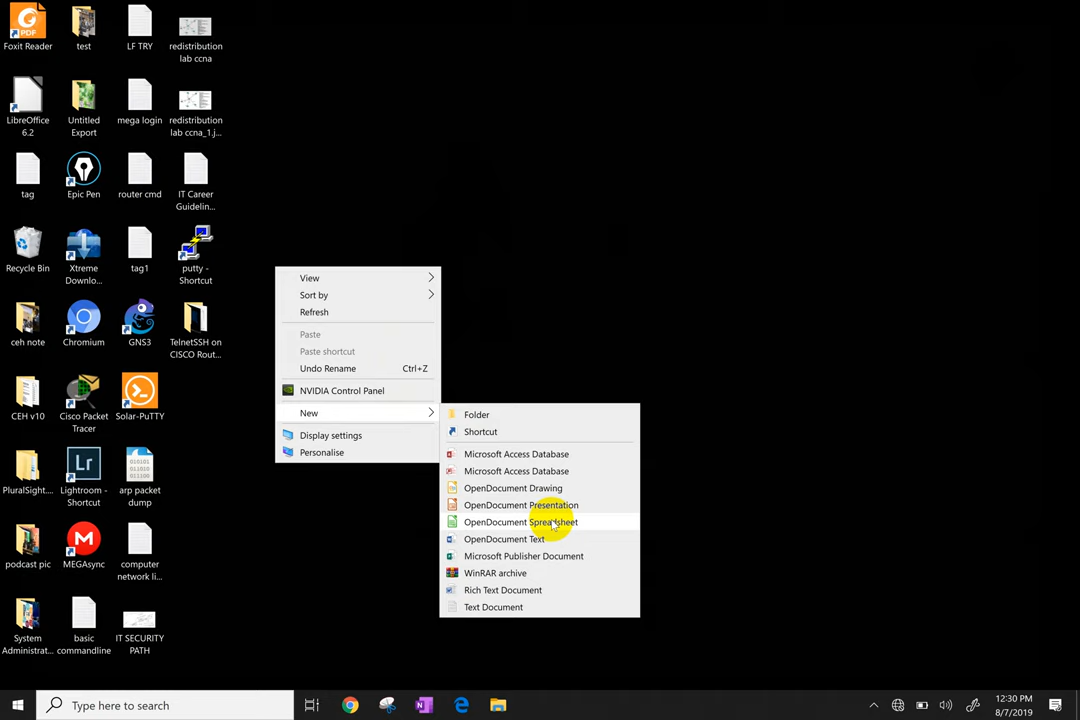 PDF
Foxit Reader
test
LF TRY
redistribution
lab ccna
LibreOffice
6.2
Untitled
Export
mega login
redistribution
lab ccna_1.j...
tag
Epic Pen
router cmd
IT Career
Guidelin...
Recycle Bin
Xtreme
Downlo...
tag1
putty -
Shortcut
ceh note
Chromium
GNS3
TelnetSSH on
CISCO Rout...
CEH v10
Cisco Packet
Tracer
Solar-PuTTY
PluralSight....
Lr
Lightroom -
Shortcut
arp packet
dump
podcast pic
M
MEGAsync
computer
network li...
System
Administrat...
basic
commandline
IT SECURITY
PATH
View
Sort by
Refresh
Paste
Paste shortcut
Undo Rename Ctrl+Z
NVIDIA Control Panel
New
Display settings
Personalise
Folder
Shortcut
Microsoft Access Database
Microsoft Access Database
OpenDocument Drawing
OpenDocument Presentation
OpenDocument Spreadsheet
OpenDocument Text
Microsoft Publisher Document
WinRAR archive
Rich Text Document
Text Document
Type here to search
12:30 PM
8/7/2019